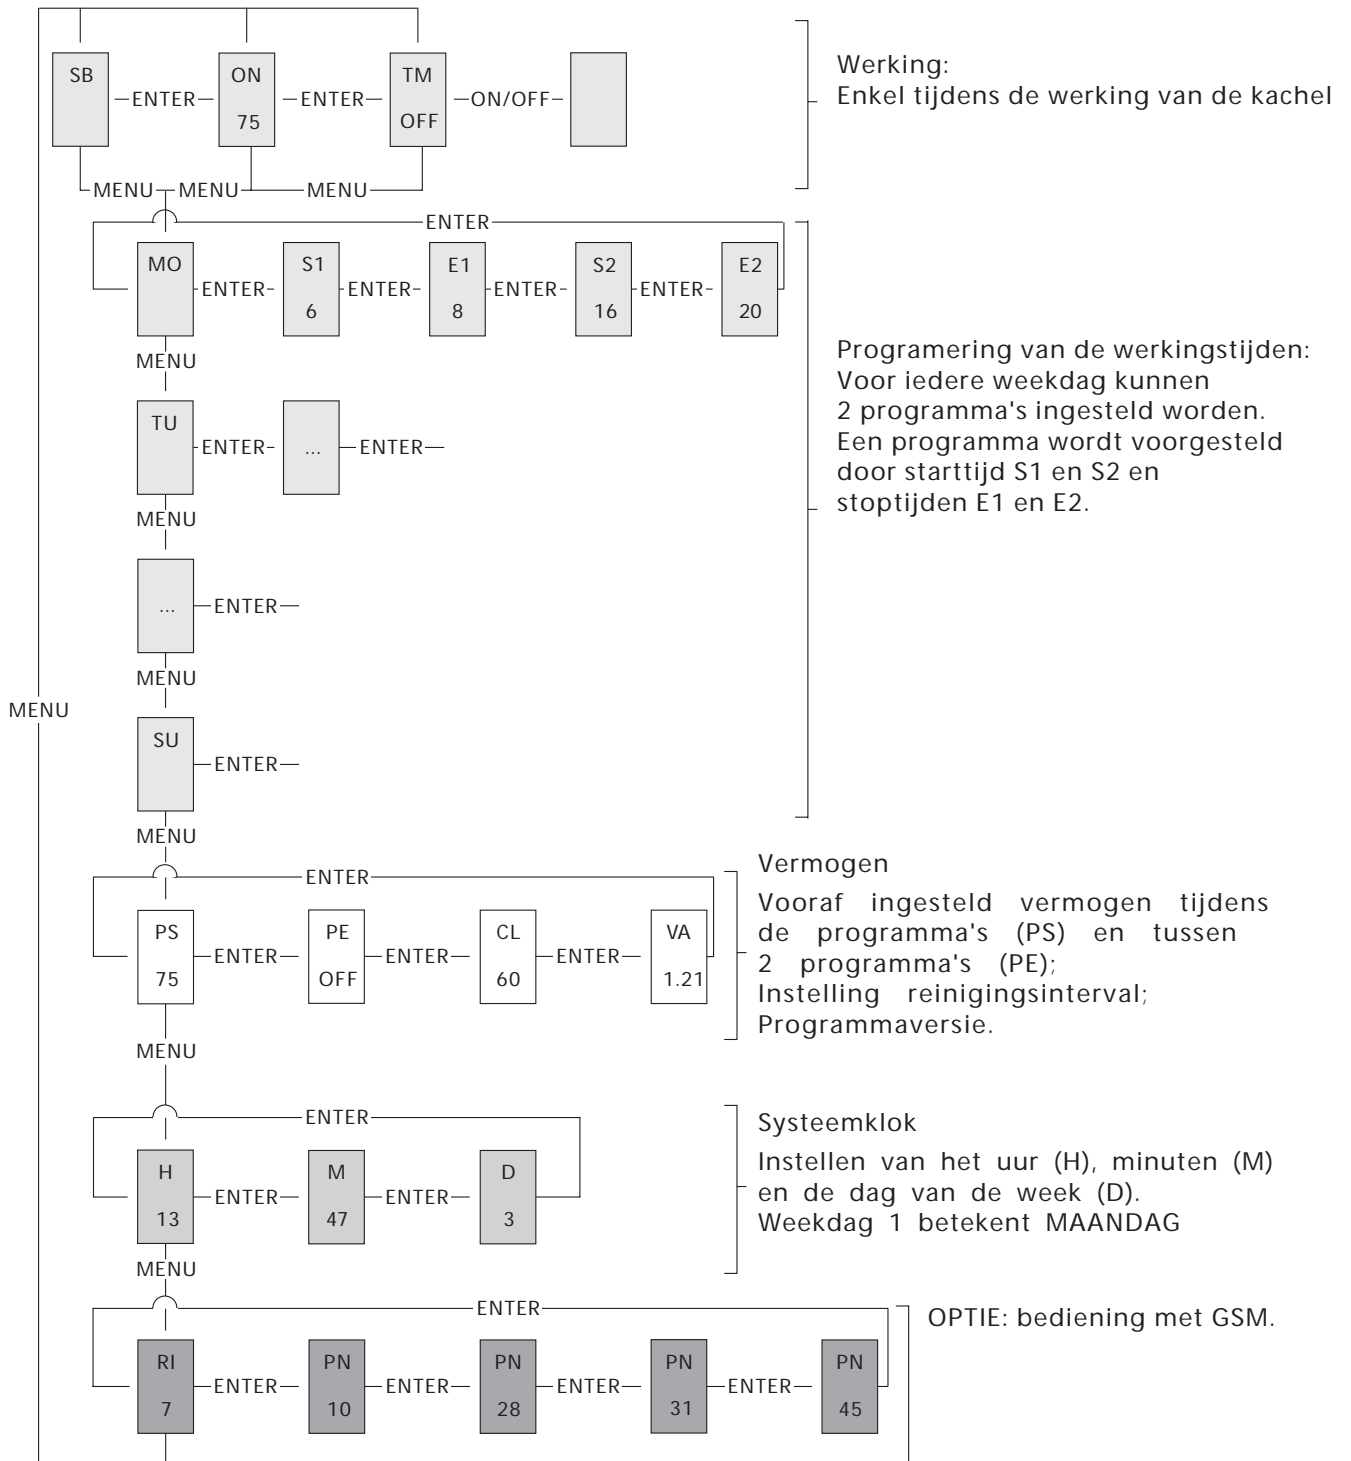 SB
ENTER
ON
75
ENTER
TM
OFF
ON/OFF
Werking:
Enkel tijdens de werking van de kachel
MENU
MENU
MENU
ENTER
MO
ENTER
S1
6
ENTER
E1
8
ENTER
S2
16
ENTER
E2
20
MENU
Programering van de werkingstijden:
Voor iedere weekdag kunnen
2 programma's ingesteld worden.
Een programma wordt voorgesteld
door starttijd S1 en S2 en
stoptijden E1 en E2.
TU
ENTER
...
ENTER
MENU
...
ENTER
MENU
MENU
SU
ENTER
MENU
ENTER
PS
75
ENTER
PE
OFF
ENTER
CL
60
ENTER
VA
1.21
MENU
Vermogen
Vooraf ingesteld vermogen tijdens
de programma's (PS) en tussen
2 programma's (PE);
Instelling reinigingsinterval;
Programmaversie.
ENTER
H
13
ENTER
M
47
ENTER
D
3
MENU
Systeemklok
Instellen van het uur (H), minuten (M)
en de dag van de week (D).
Weekdag 1 betekent MAANDAG
ENTER
RI
7
ENTER
PN
10
ENTER
PN
28
ENTER
PN
31
ENTER
PN
45
OPTIE: bediening met GSM.